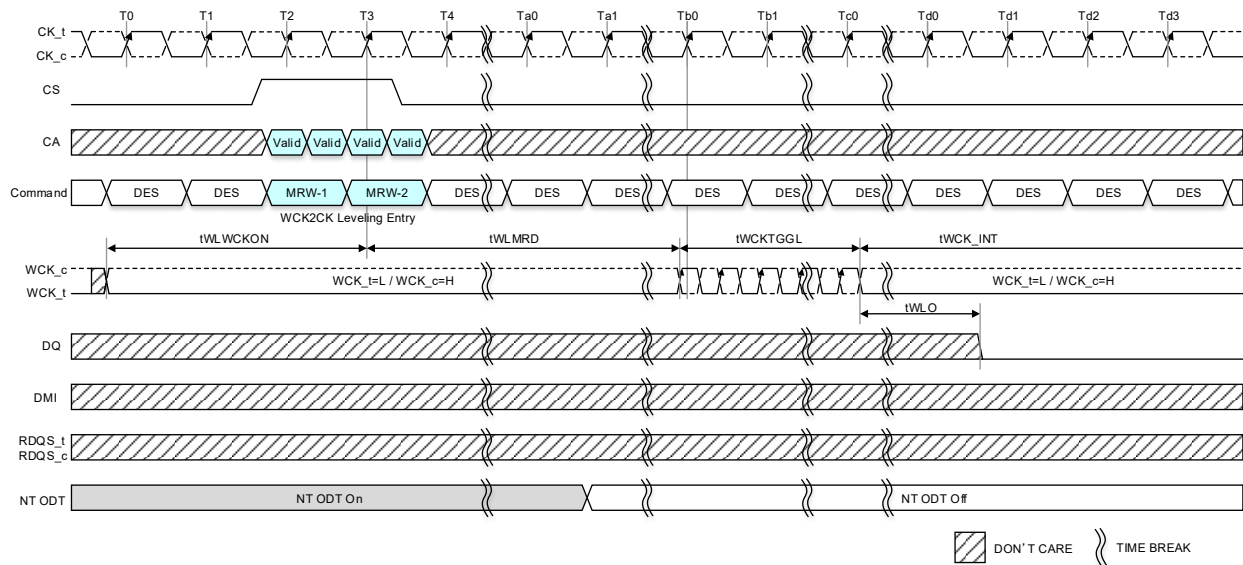 T0 T1 T2 T3 T4 Ta0 Ta1 Tb0 Tb1 Tc0 Td0 Td1 Td2 Td3
CK_t
CK_c
CS
CA Valid Valid Valid Valid
Command DES DES MRW-1 MRW-2 DES DES DES DES DES DES DES DES DES DES
WCK2CK Leveling Entry
tWLWCKON tWLMRD tWCKTGGL tWCK_INT
WCK_c
WCK_t=L / WCK_c=H WCK_t=L / WCK_c=H
WCK_t
tWLO
DQ
DMI
RDQS_t
RDQS_c
NT ODT NT ODT On NT ODT Off
DON'T CARE TIME BREAK